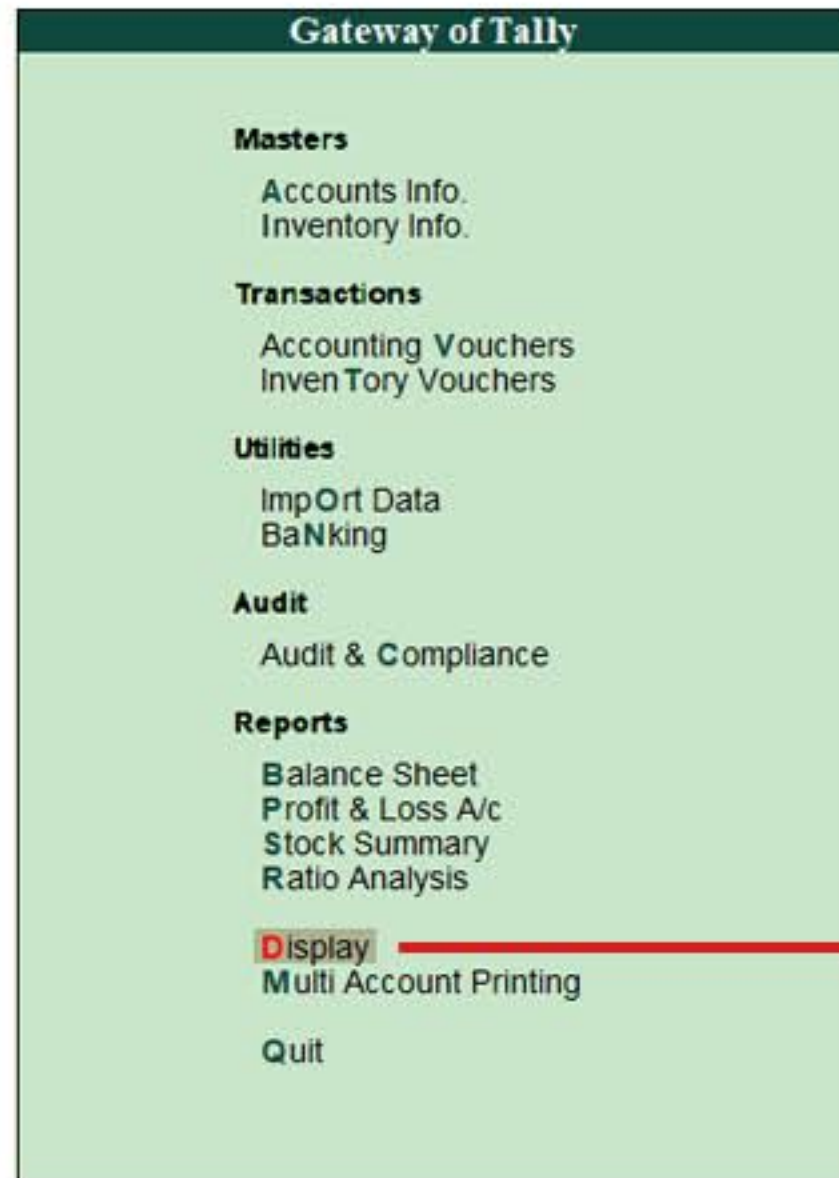 Gateway of Tally
Masters
Accounts Info.
Inventory Info.
Transactions
Accounting Vouchers
InvenTory Vouchers
Utilities
ImpOrt Data
BaNking
Audit
Audit & Compliance
Reports
Balance Sheet
Profit & Loss A/c
Stock Summary
Ratio Analysis
Display
Multi Account Printing
Quit